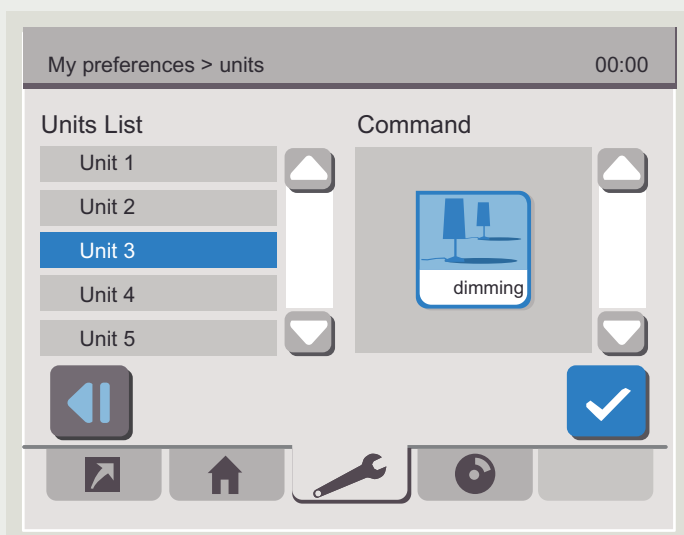 My preferences > units 00:00
Units List
Command
Unit 1
Unit 2
Unit 3
Unit 4
Unit 5
dimming